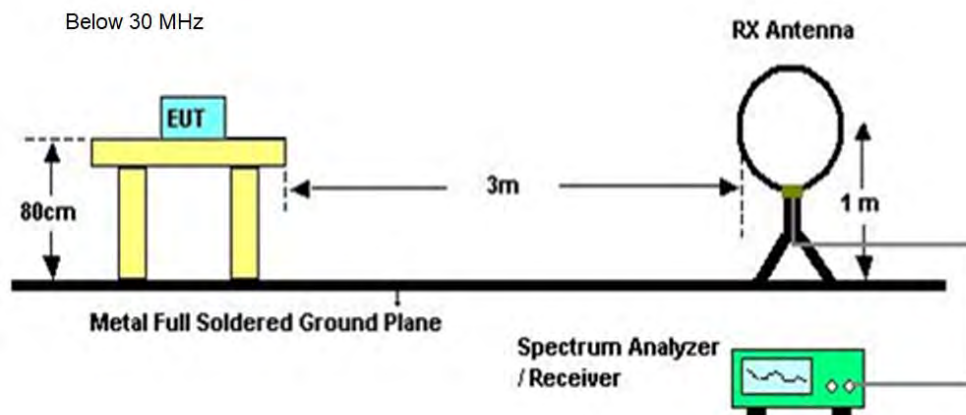 Below 30 MHz
RX Antenna
EUT
80cm
3m
1 m
Metal Full Soldered Ground Plane
Spectrum Analyzer
/ Receiver